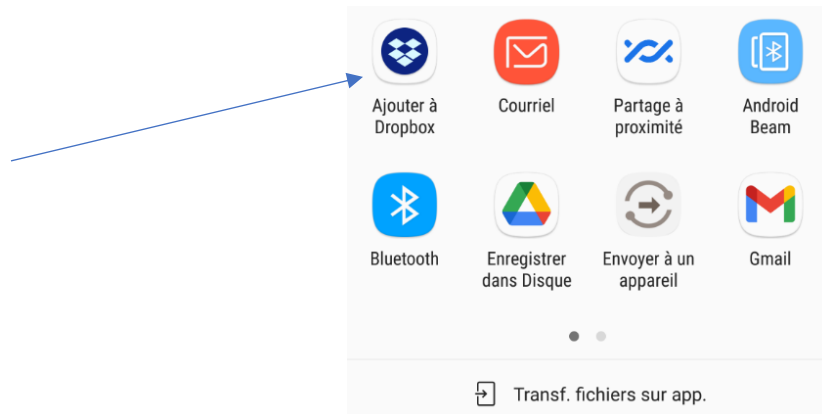 Ajouter à
Dropbox
Courriel
Partage à
proximité
Android
Beam
Bluetooth
Enregistrer
dans Disque
Envoyer à un
appareil
Gmail
Transf. fichiers sur app.